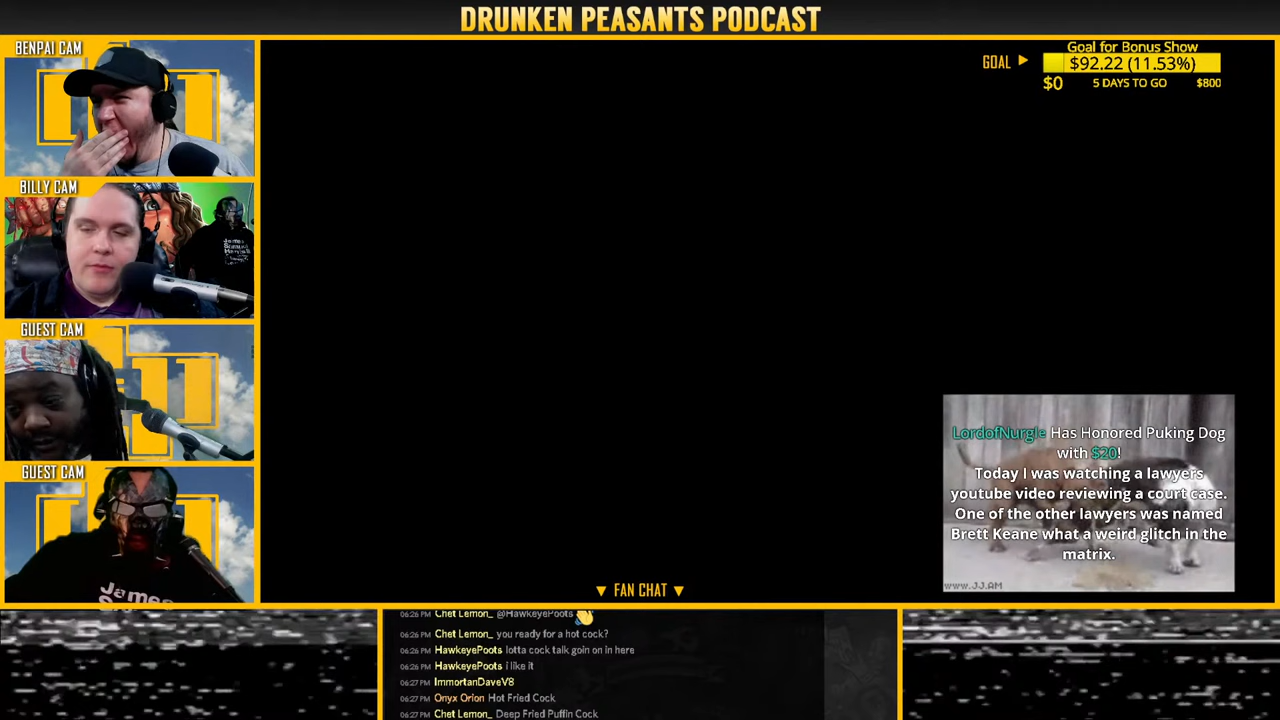 DRUNKEN PEASANTS PODCAST
BENPAI CAM
BILLY CAM
GUEST CAM
GUEST CAM
James
GOAL ▶
Goal for Bonus Show
$92.22 (11.53%)
$0 5 DAYS TO GO $800
LordofNurgle Has Honored Puking Dog
with $20!
Today I was watching a lawyers
youtube video reviewing a court case.
One of the other lawyers was named
Brett Keane what a weird glitch in the
matrix.
www.JJ.AM
▼ FAN CHAT ▼
06:26 PM Chet Lemon_ @HawkeyePoots 👏
06:26 PM Chet Lemon_ you ready for a hot cock?
06:26 PM HawkeyePoots lotta cock talk goin on in here
06:26 PM HawkeyePoots i like it
06:27 PM ImmortanDaveV8
06:27 PM Onyx Orion Hot Fried Cock
06:27 PM Chet Lemon_ Deep Fried Puffin Cock